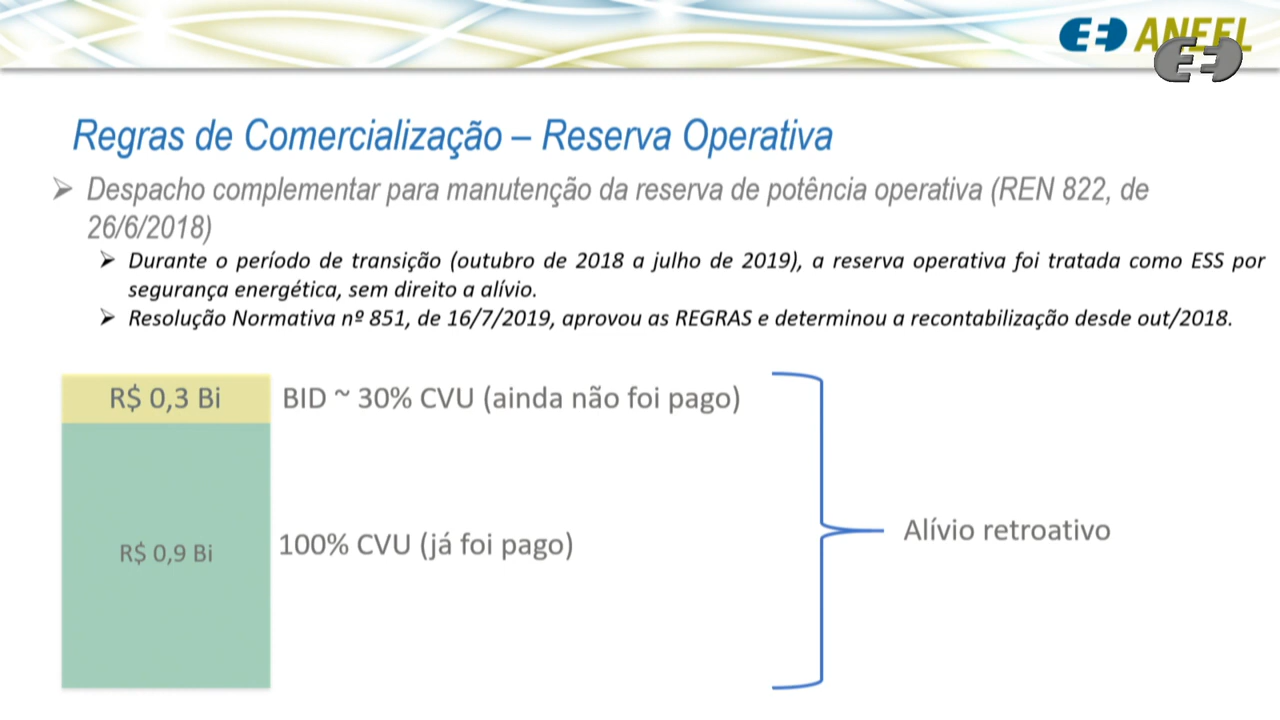 ANEEL
Regras de Comercialização – Reserva Operativa
Despacho complementar para manutenção da reserva de potência operativa (REN 822, de
26/6/2018)
Durante o período de transição (outubro de 2018 a julho de 2019), a reserva operativa foi tratada como ESS por
segurança energética, sem direito a alívio.
Resolução Normativa nº 851, de 16/7/2019, aprovou as REGRAS e determinou a recontabilização desde out/2018.
R$ 0,3 Bi BID ~ 30% CVU (ainda não foi pago)
R$ 0,9 Bi 100% CVU (já foi pago)
Alívio retroativo